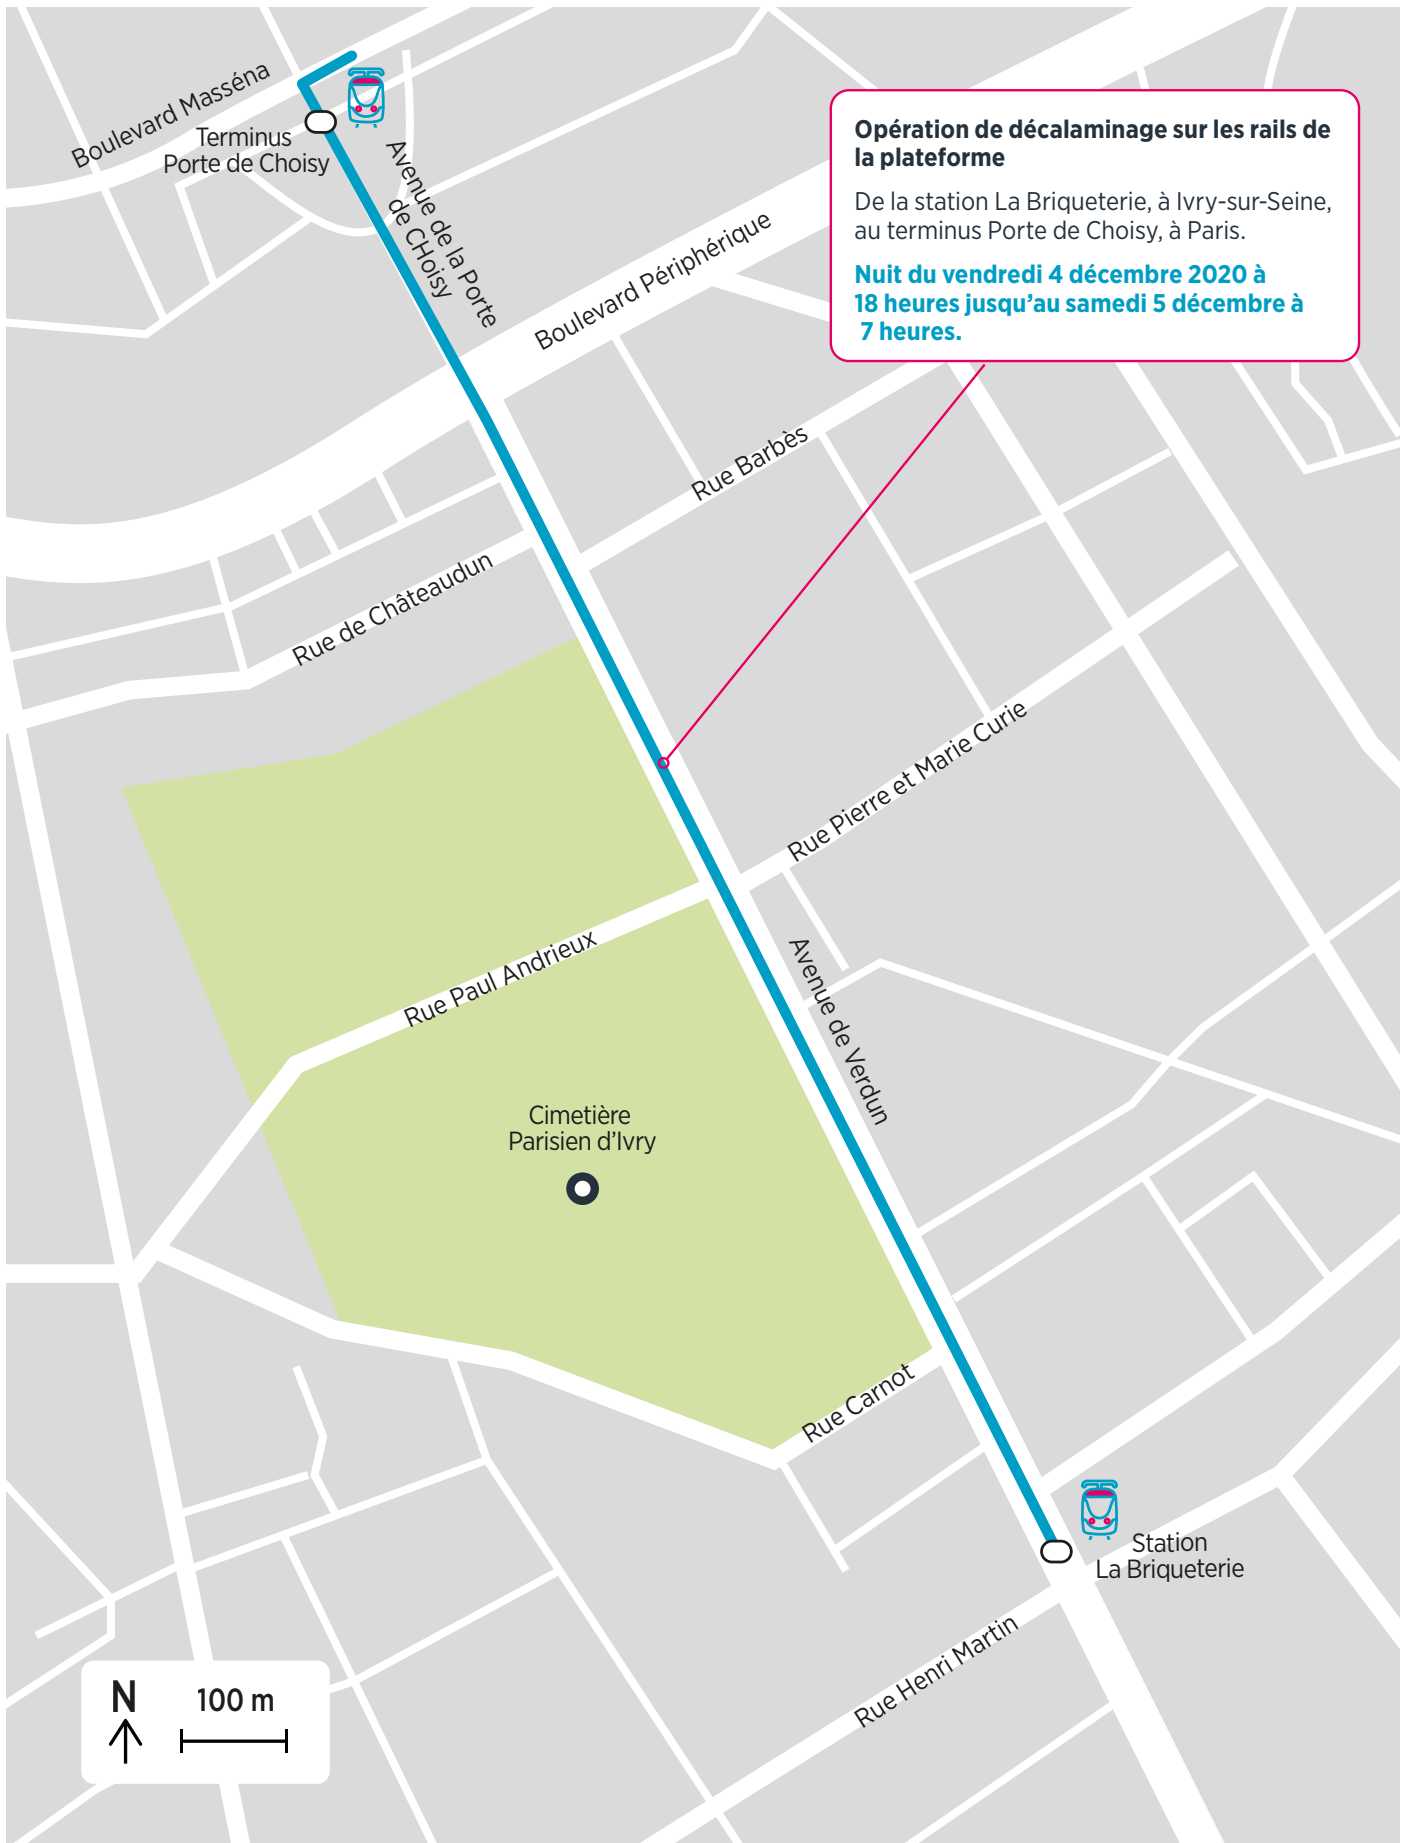 Boulevard Masséna
Terminus
Porte de Choisy
Avenue de la Porte
de CHoisy
Boulevard Périphérique
Opération de décalaminage sur les rails de
la plateforme
De la station La Briqueterie, à Ivry-sur-Seine,
au terminus Porte de Choisy, à Paris.
Nuit du vendredi 4 décembre 2020 à
18 heures jusqu’au samedi 5 décembre à
7 heures.
Rue Barbès
Rue de Châteaudun
Rue Pierre et Marie Curie
Rue Paul Andrieux
Avenue de Verdun
Cimetière
Parisien d’Ivry
Rue Carnot
Station
La Briqueterie
Rue Henri Martin
N
100 m